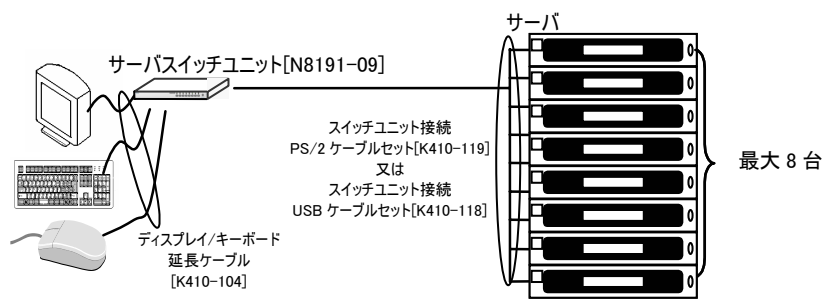 サーバ
サーバスイッチユニット[N8191-09]
スイッチユニット接続
PS/2 ケーブルセット[K410-119]
又は
スイッチユニット接続
USB ケーブルセット[K410-118]
最大 8 台
ディスプレイ/キーボード
延長ケーブル
[K410-104]